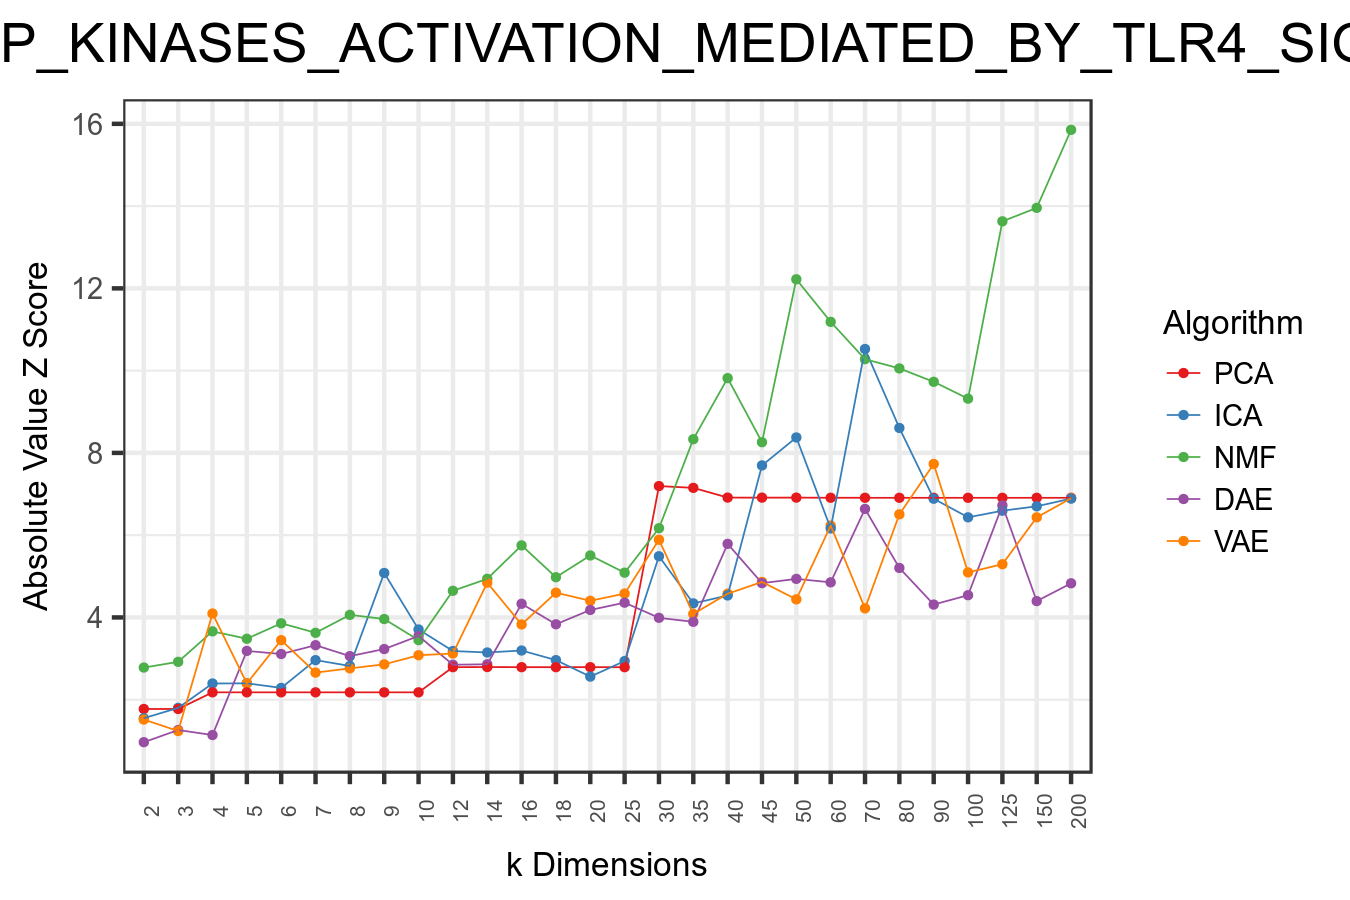 P_KINASES_ACTIVATION_MEDIATED_BY_TLR4_SIG
16
12
8
4
Absolute Value Z Score
2 3 4 5 6 7 8 9 10 12 14 16 18 20 25 30 35 40 45 50 60 70 80 90 100 125 150 200
k Dimensions
Algorithm
PCA
ICA
NMF
DAE
VAE